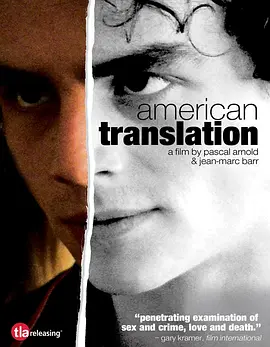 american
translation
a film by pascal arnold
& jean-marc barr
“penetrating examination of
sex and crime, love and death.”
~ gary kramer, film international
tla releasing®